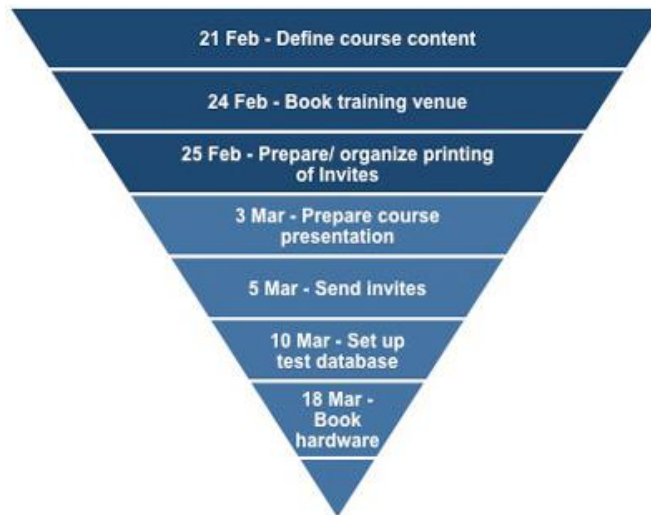 21 Feb - Define course content
24 Feb - Book training venue
25 Feb - Prepare/ organize printing
of Invites
3 Mar - Prepare course
presentation
5 Mar - Send invites
10 Mar - Set up
test database
18 Mar -
Book
hardware